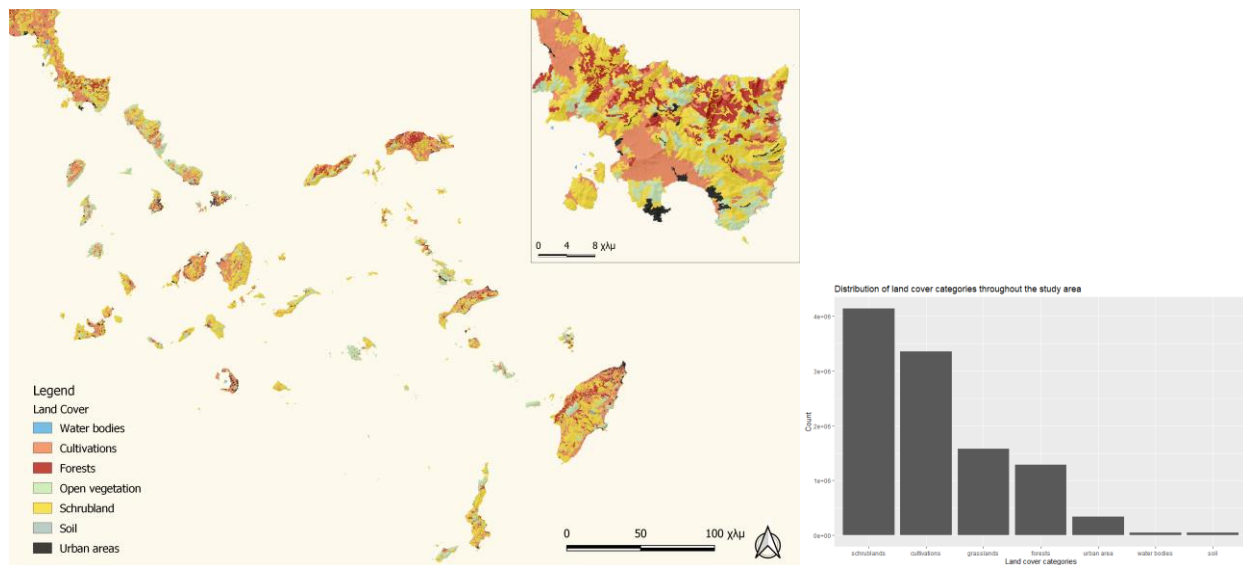 0 4 8 χλμ
Legend
Land Cover
Water bodies
Cultivations
Forests
Open vegetation
Schrubland
Soil
Urban areas
0 50 100 χλμ
Distribution of land cover categories throughout the study area
4e+06
3e+06
2e+06
1e+06
0e+00
Count
schrublands cultivations grasslands forests urban area water bodies soil
Land cover categories